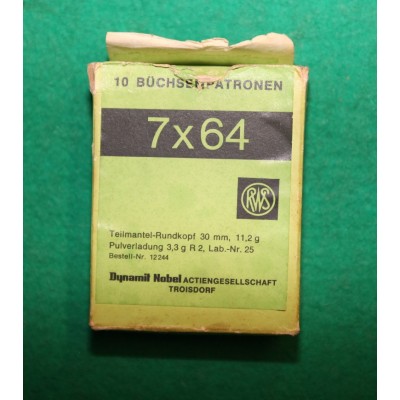 10 BÜCHSENPATRONEN
7x64
RWS
Teilmantel-Rundkopf 30 mm, 11,2 g
Pulverladung 3,3 g R 2, Lab.-Nr. 25
Bestell-Nr. 12244
Dynamit Nobel ACTIENGESELLSCHAFT
TROISDORF